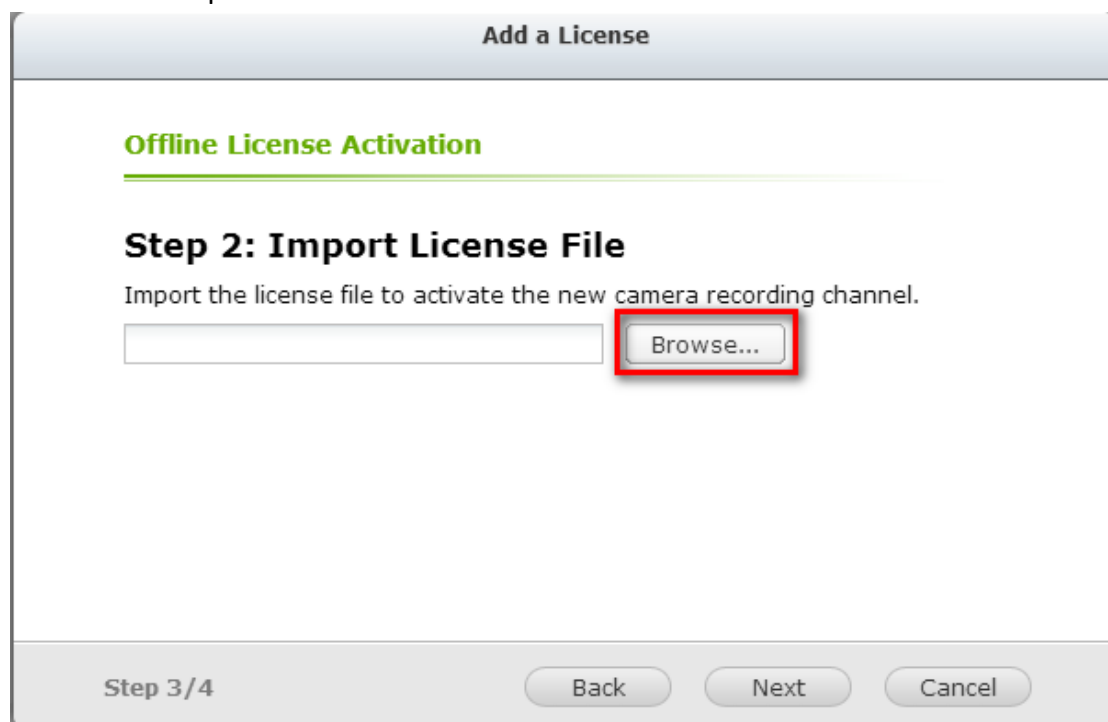 Add a License
Offline License Activation
Step 2: Import License File
Import the license file to activate the new camera recording channel.
Browse...
Step 3/4
Back
Next
Cancel